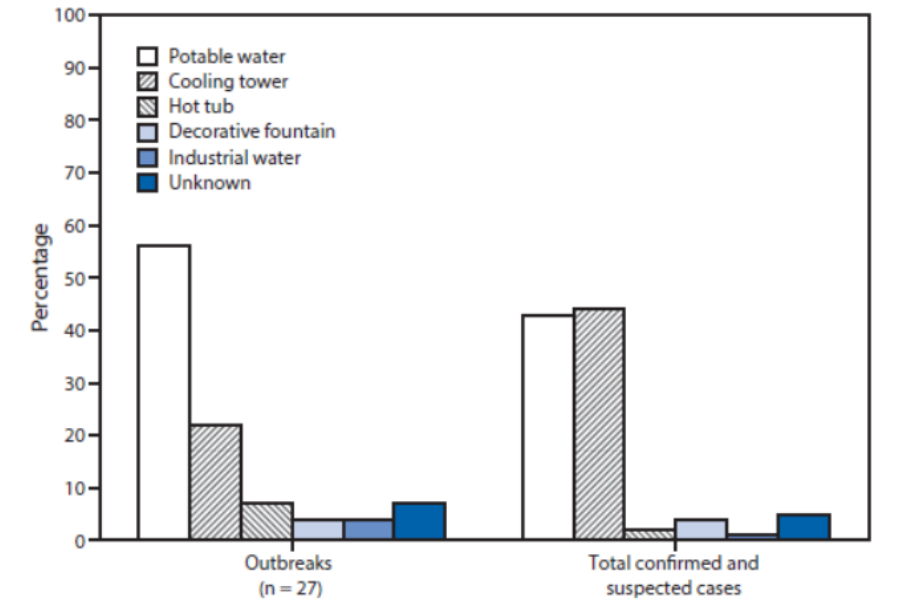 100
90
80
70
60
50
40
30
20
10
0
Percentage
Potable water
Cooling tower
Hot tub
Decorative fountain
Industrial water
Unknown
Outbreaks
(n = 27)
Total confirmed and
suspected cases